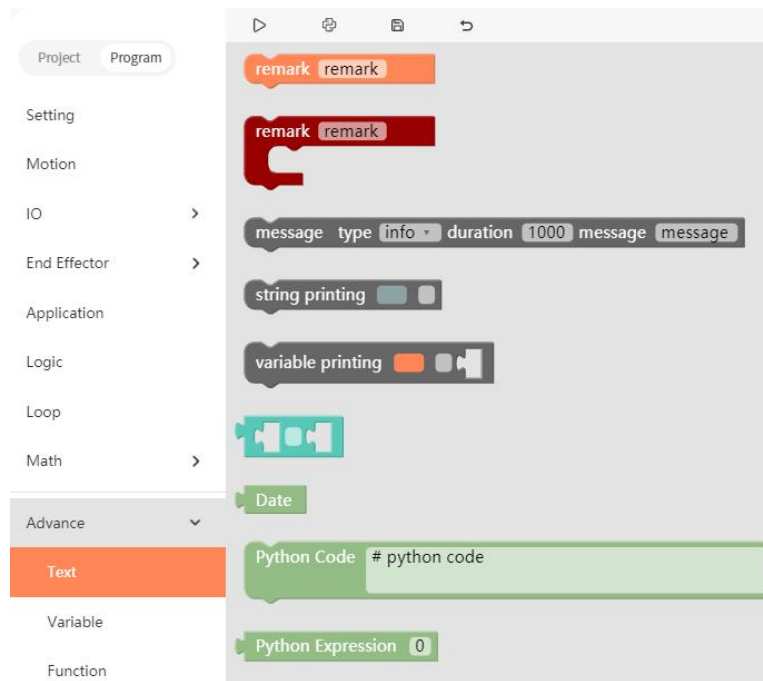 Project Program
Setting
Motion
IO
End Effector
Application
Logic
Loop
Math
Advance
Text
Variable
Function
remark remark
remark remark
message type info duration 1000 message message
string printing
variable printing
Date
Python Code # python code
Python Expression 0